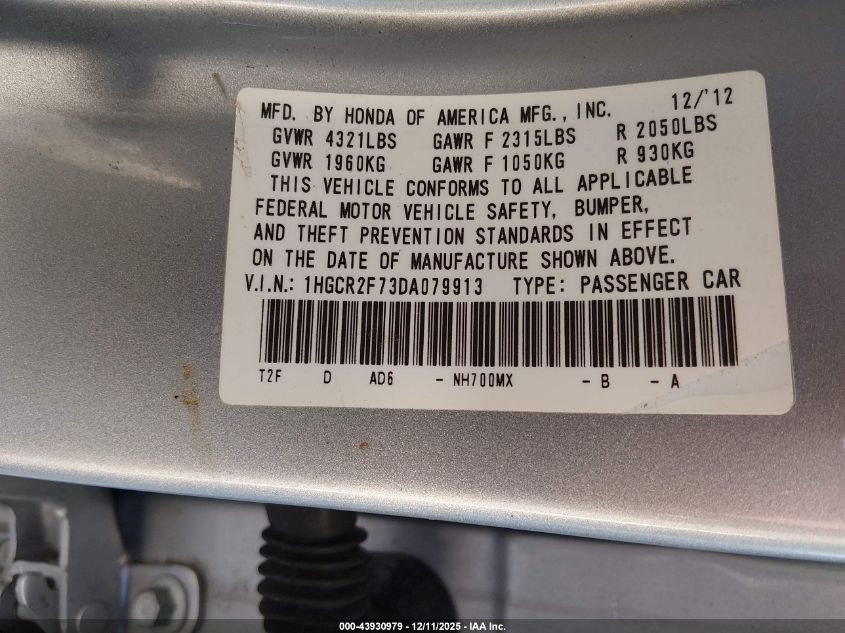 MFD. BY HONDA OF AMERICA MFG., INC. 12/'12
GVWR 4321LBS GAWR F 2315LBS R 2050LBS
GVWR 1960KG GAWR F 1050KG R 930KG
THIS VEHICLE CONFORMS TO ALL APPLICABLE
FEDERAL MOTOR VEHICLE SAFETY, BUMPER,
AND THEFT PREVENTION STANDARDS IN EFFECT
ON THE DATE OF MANUFACTURE SHOWN ABOVE.
V.I.N.: 1HGCR2F73DA079913 TYPE: PASSENGER CAR
T2F D AD6 - NH700MX - B - A
000-43930979 - 12/11/2025 - IAA Inc.